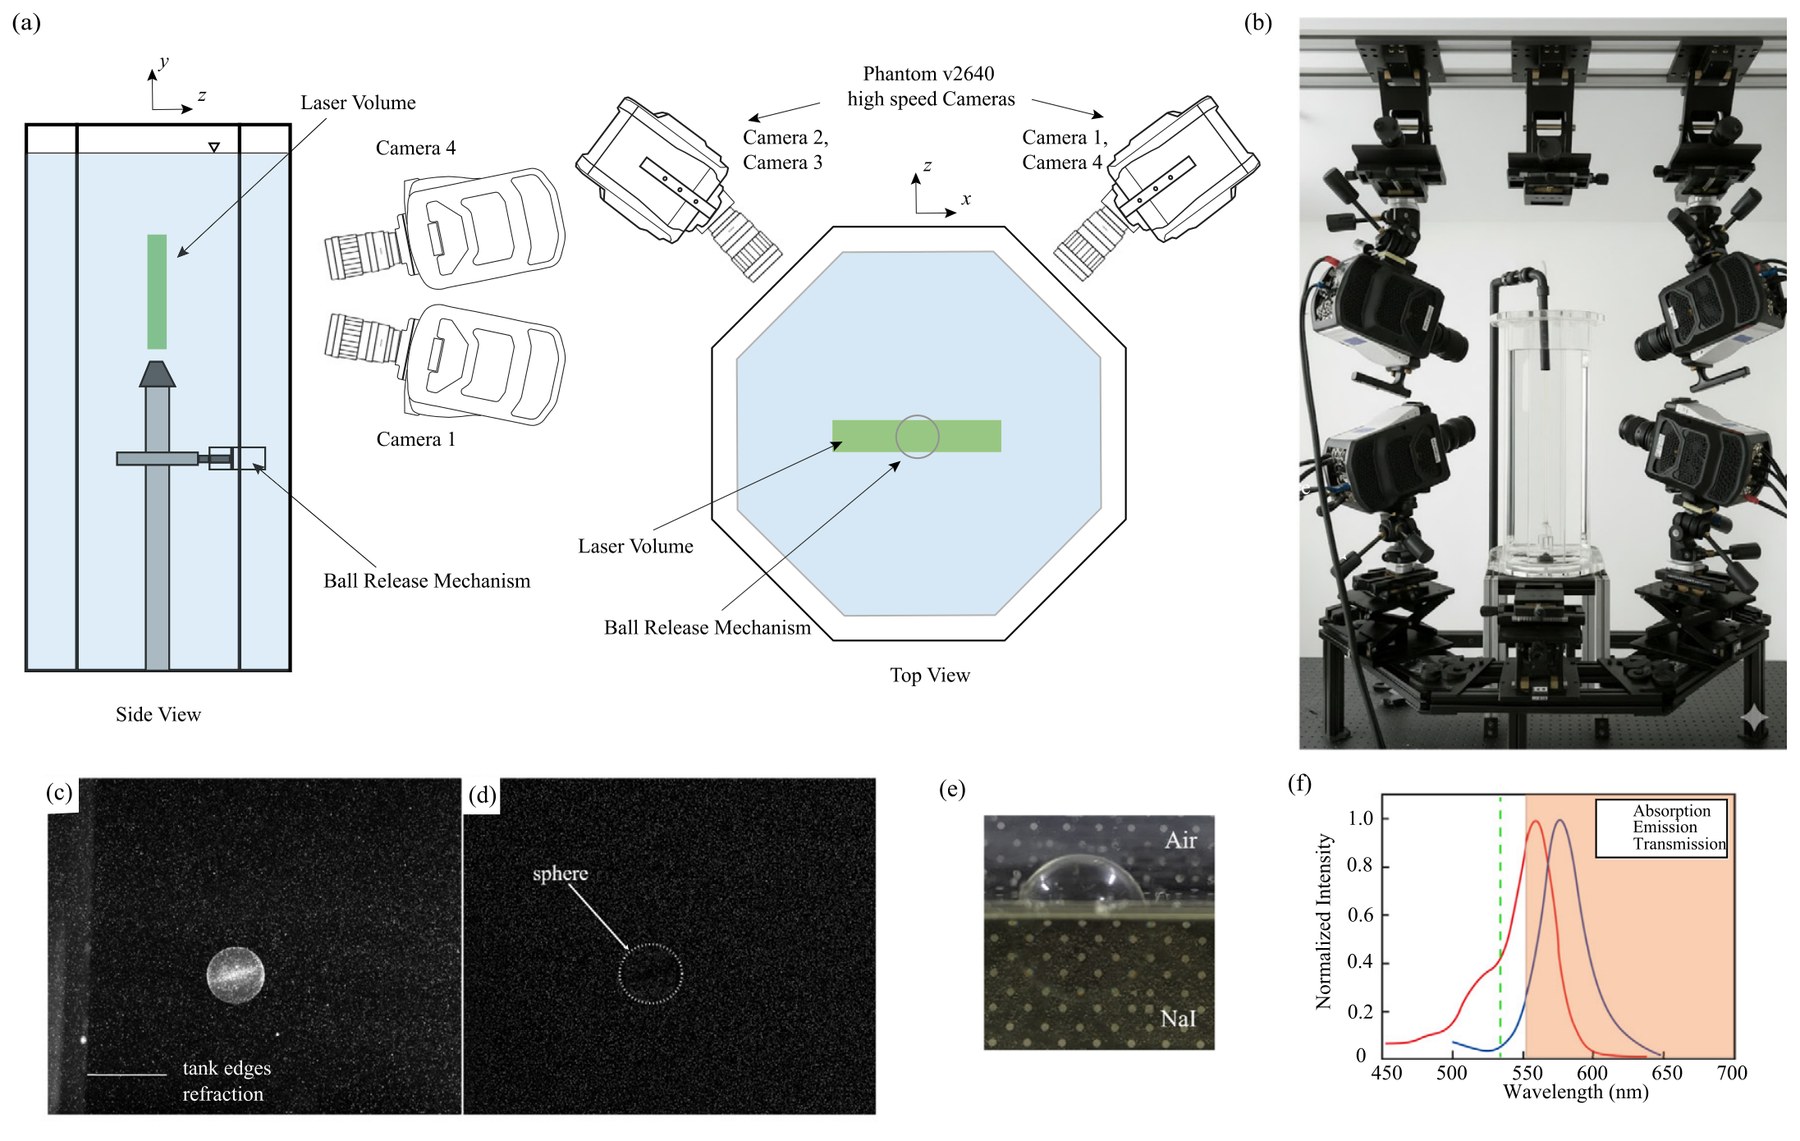 (a)
y
z
Laser Volume
Camera 4
Camera 1
Ball Release Mechanism
Side View
Phantom v2640
high speed Cameras
Camera 2,
Camera 3
Camera 1,
Camera 4
z
x
Laser Volume
Ball Release Mechanism
Top View
(b)
(c)
tank edges
refraction
(d)
sphere
(e)
Air
NaI
(f)
Absorption
Emission
Transmission
Normalized Intensity
1.0
0.8
0.6
0.4
0.2
0
450 500 550 600 650 700
Wavelength (nm)